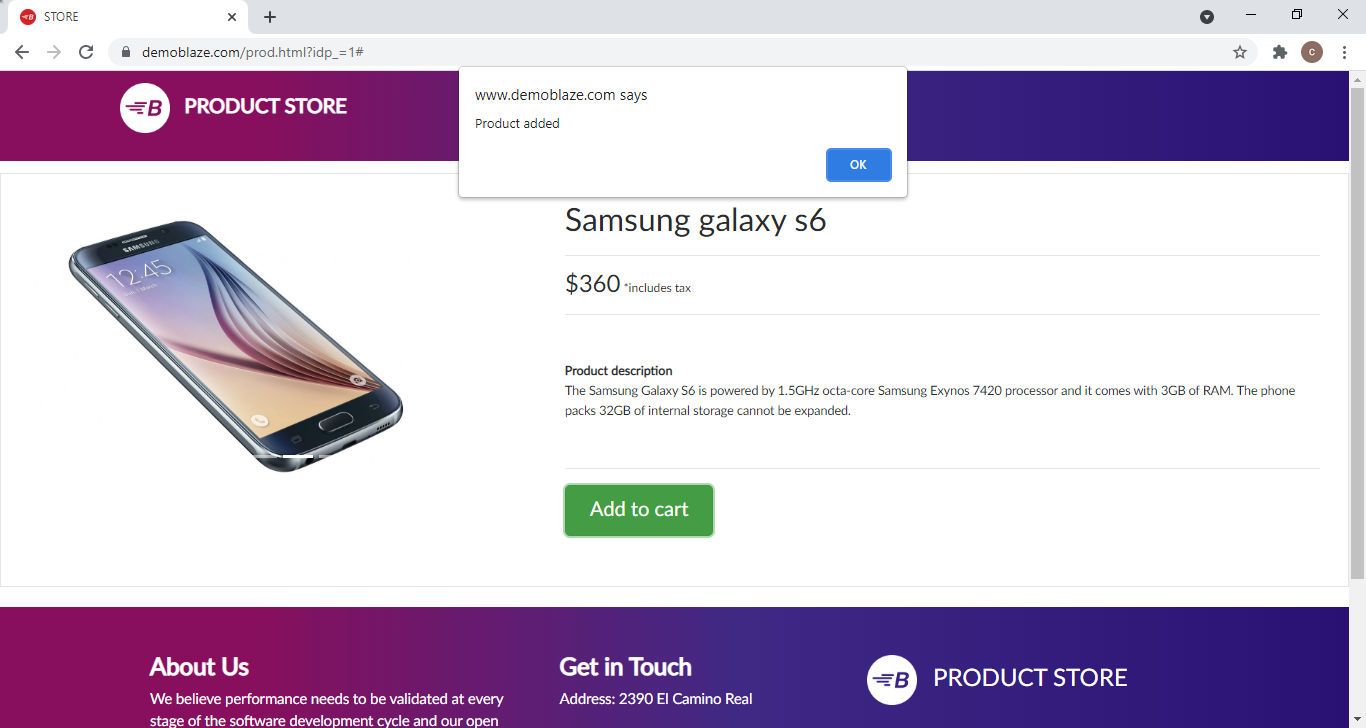 STORE
demoblaze.com/prod.html?idp_=1#
C
www.demoblaze.com says
Product added
OK
B PRODUCT STORE
SAMSUNG
12:45
Samsung galaxy s6
$360 *includes tax
Product description
The Samsung Galaxy S6 is powered by 1.5GHz octa-core Samsung Exynos 7420 processor and it comes with 3GB of RAM. The phone
packs 32GB of internal storage cannot be expanded.
Add to cart
About Us
We believe performance needs to be validated at every
stage of the software development cycle and our open
Get in Touch
Address: 2390 El Camino Real
B PRODUCT STORE